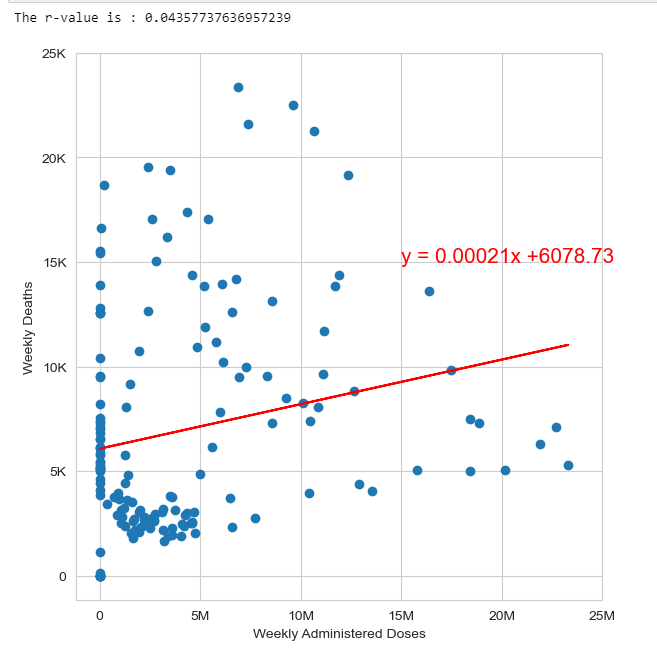 The r-value is : 0.04357737636957239
25K
20K
y = 0.00021x +6078.73
15K
Weekly Deaths
10K
5K
0
0 5M 10M 15M 20M 25M
Weekly Administered Doses